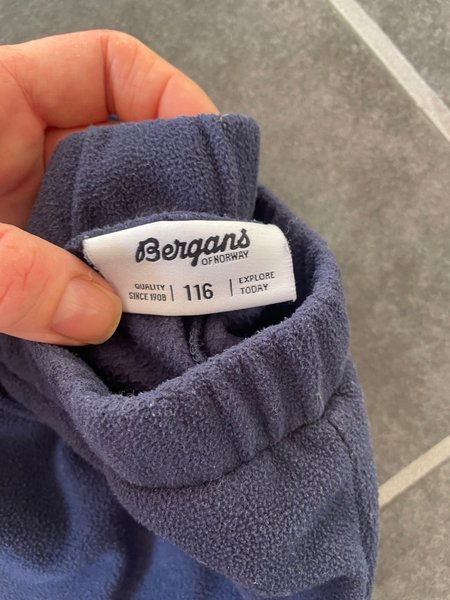 Bergans
OF NORWAY
QUALITY
SINCE 1908
116
EXPLORE
TODAY